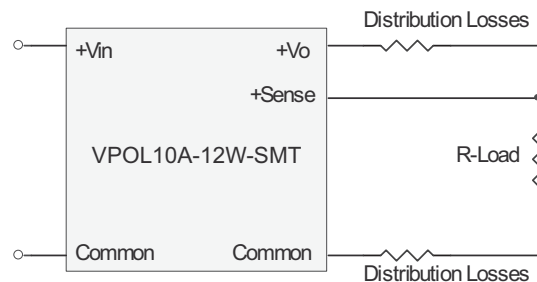 Distribution Losses
+Vin
+Vo
+Sense
VPOL10A-12W-SMT
R-Load
Common
Common
Distribution Losses